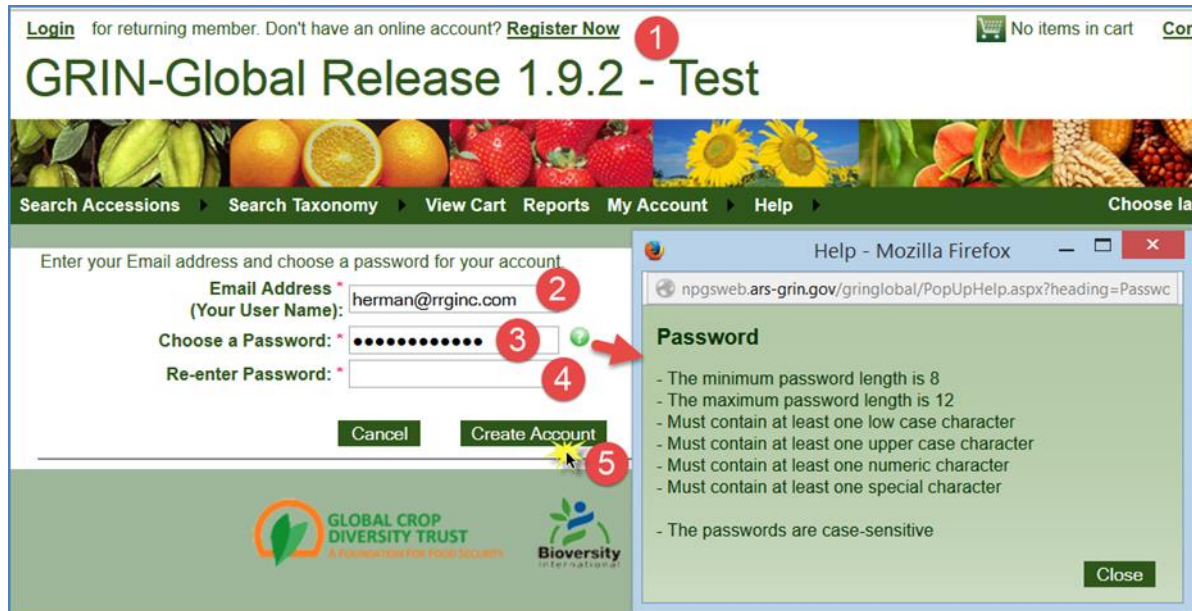 Login for returning member. Don't have an online account? Register Now
1
No items in cart
GRIN-Global Release 1.9.2 - Test
Search Accessions Search Taxonomy View Cart Reports My Account Help
Enter your Email address and choose a password for your account
Email Address *
(Your User Name):
herman@rrginc.com
2
Choose a Password: *
••••••••••••
3
?
Re-enter Password: *
4
Cancel Create Account
5
GLOBAL CROP
DIVERSITY TRUST
A FOUNDATION FOR FOOD SECURITY
Bioversity
International
Help - Mozilla Firefox
npgsweb.ars-grin.gov/gringlobal/PopUpHelp.aspx?heading=Passwc
Password
- The minimum password length is 8
- The maximum password length is 12
- Must contain at least one low case character
- Must contain at least one upper case character
- Must contain at least one numeric character
- Must contain at least one special character
- The passwords are case-sensitive
Close